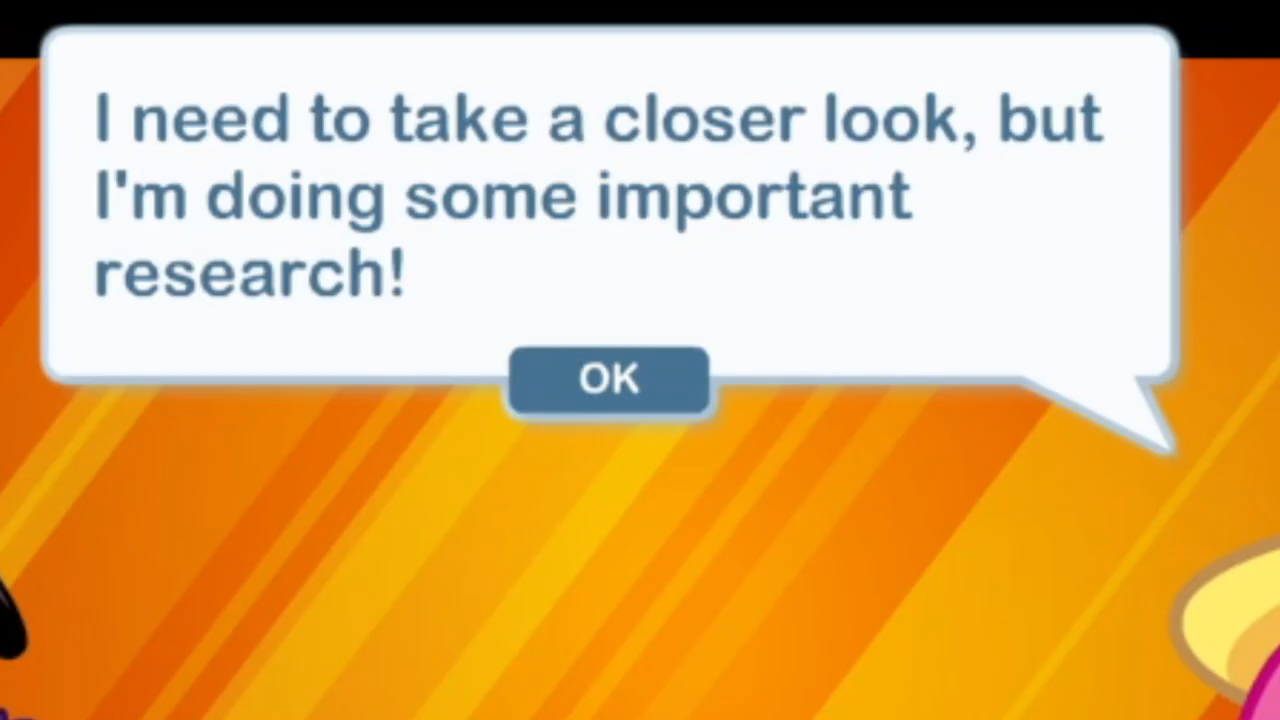 I need to take a closer look, but
I'm doing some important
research!
OK